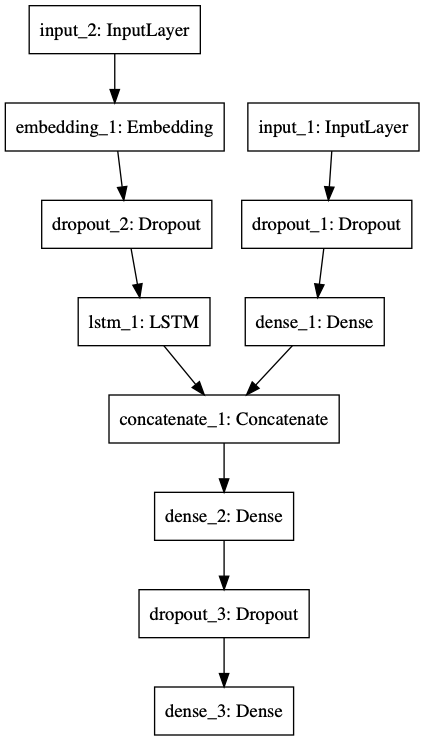 input_2: InputLayer
embedding_1: Embedding
input_1: InputLayer
dropout_2: Dropout
dropout_1: Dropout
lstm_1: LSTM
dense_1: Dense
concatenate_1: Concatenate
dense_2: Dense
dropout_3: Dropout
dense_3: Dense